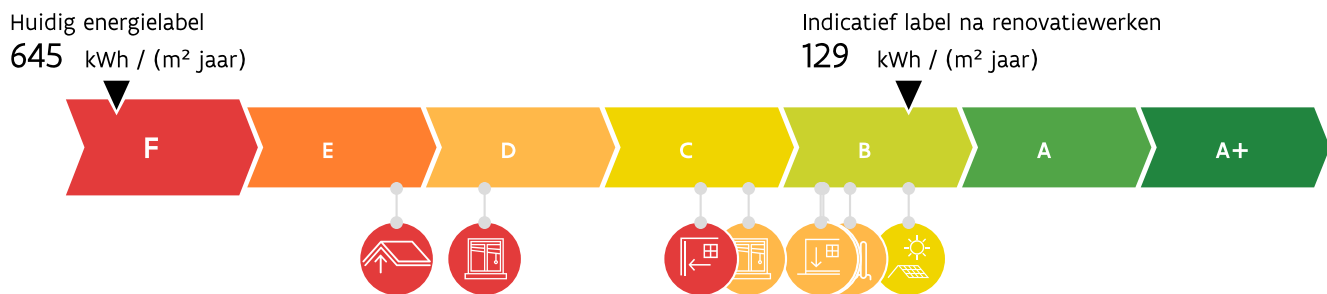 Huidig energielabel
645 kWh / (m² jaar)
Indicatief label na renovatiewerken
129 kWh / (m² jaar)
F E D C B A A+